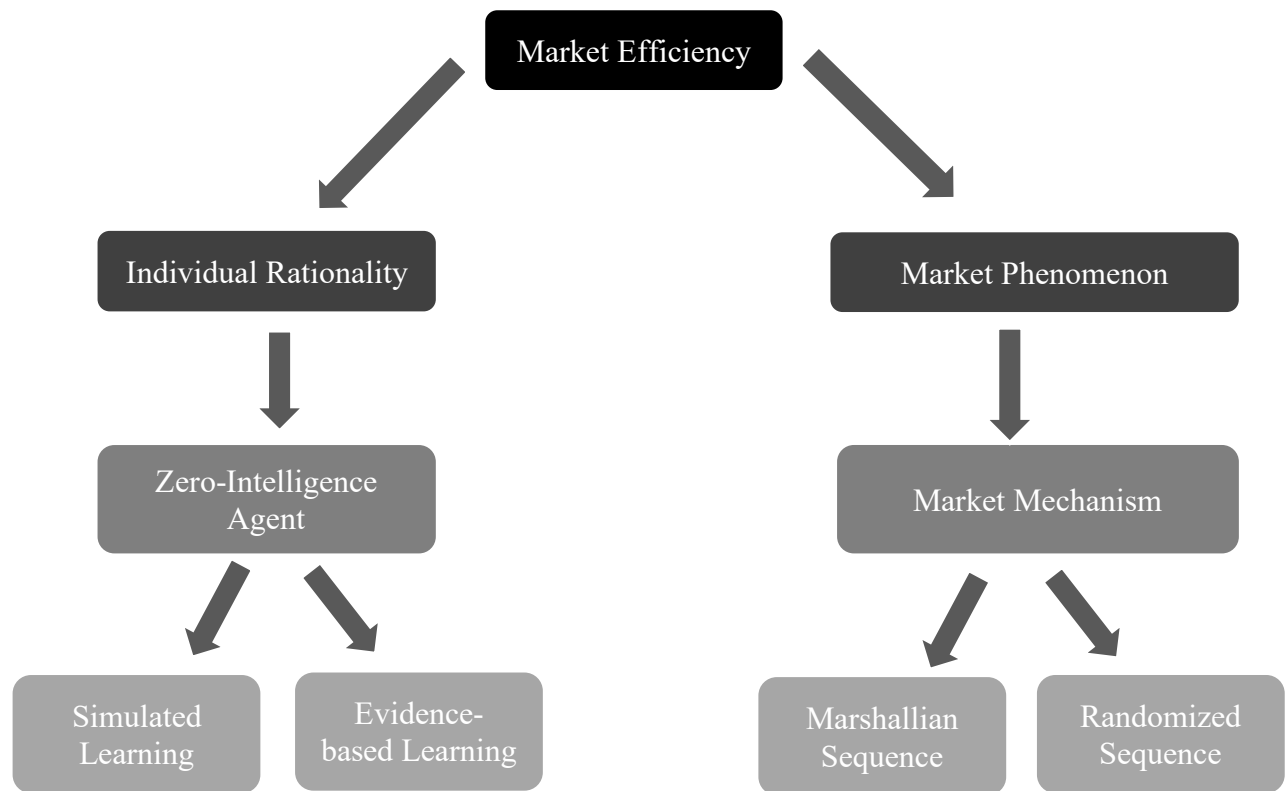 Market Efficiency
Individual Rationality
Market Phenomenon
Zero-Intelligence
Agent
Market Mechanism
Simulated
Learning
Evidence-
based Learning
Marshallian
Sequence
Randomized
Sequence